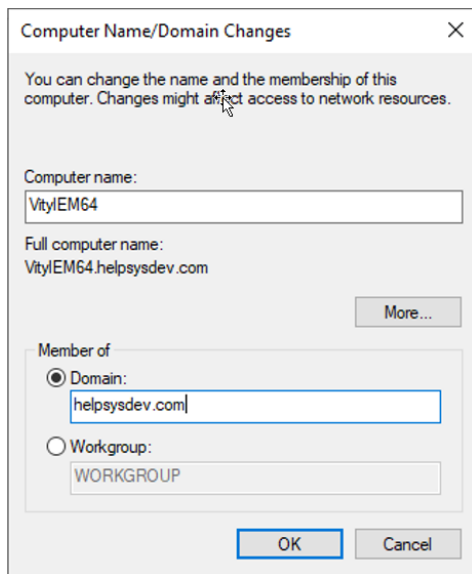 Computer Name/Domain Changes
You can change the name and the membership of this
computer. Changes might affect access to network resources.
Computer name:
VitylEM64
Full computer name:
VitylEM64.helpsysdev.com
More...
Member of
Domain:
helpsysdev.com
Workgroup:
WORKGROUP
OK
Cancel